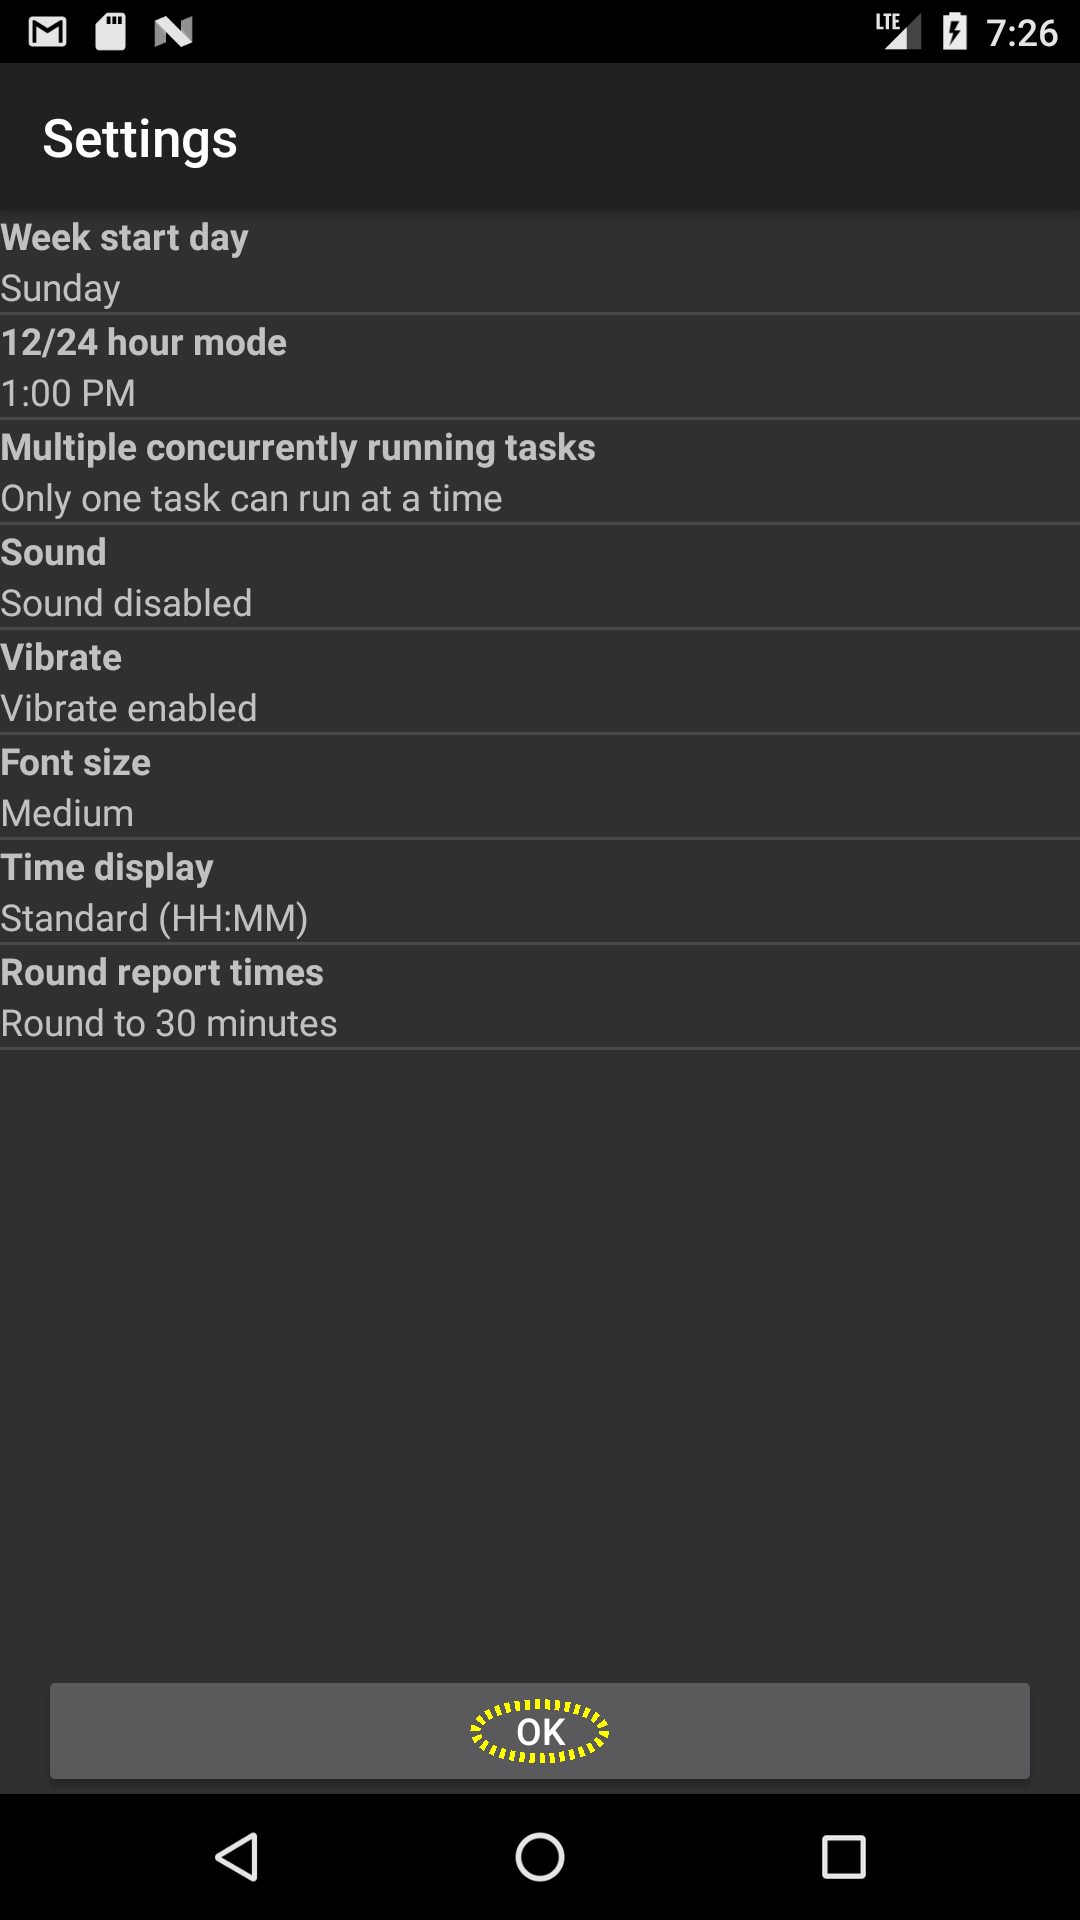 LTE 7:26
Settings
Week start day
Sunday
12/24 hour mode
1:00 PM
Multiple concurrently running tasks
Only one task can run at a time
Sound
Sound disabled
Vibrate
Vibrate enabled
Font size
Medium
Time display
Standard (HH:MM)
Round report times
Round to 30 minutes
OK